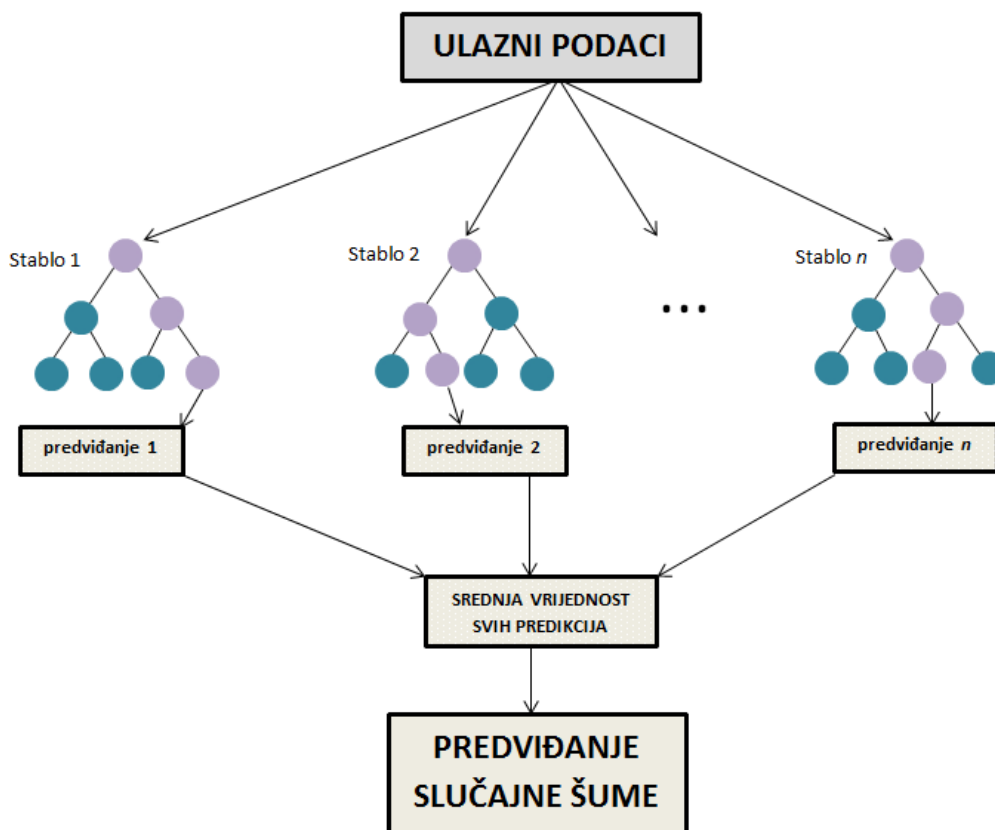 ULAZNI PODACI
Stablo 1
Stablo 2
Stablo n
...
predviđanje 1
predviđanje 2
predviđanje n
SREDNJA VRIJEDNOST
SVIH PREDIKCIJA
PREDVIĐANJE
SLUČAJNE ŠUME